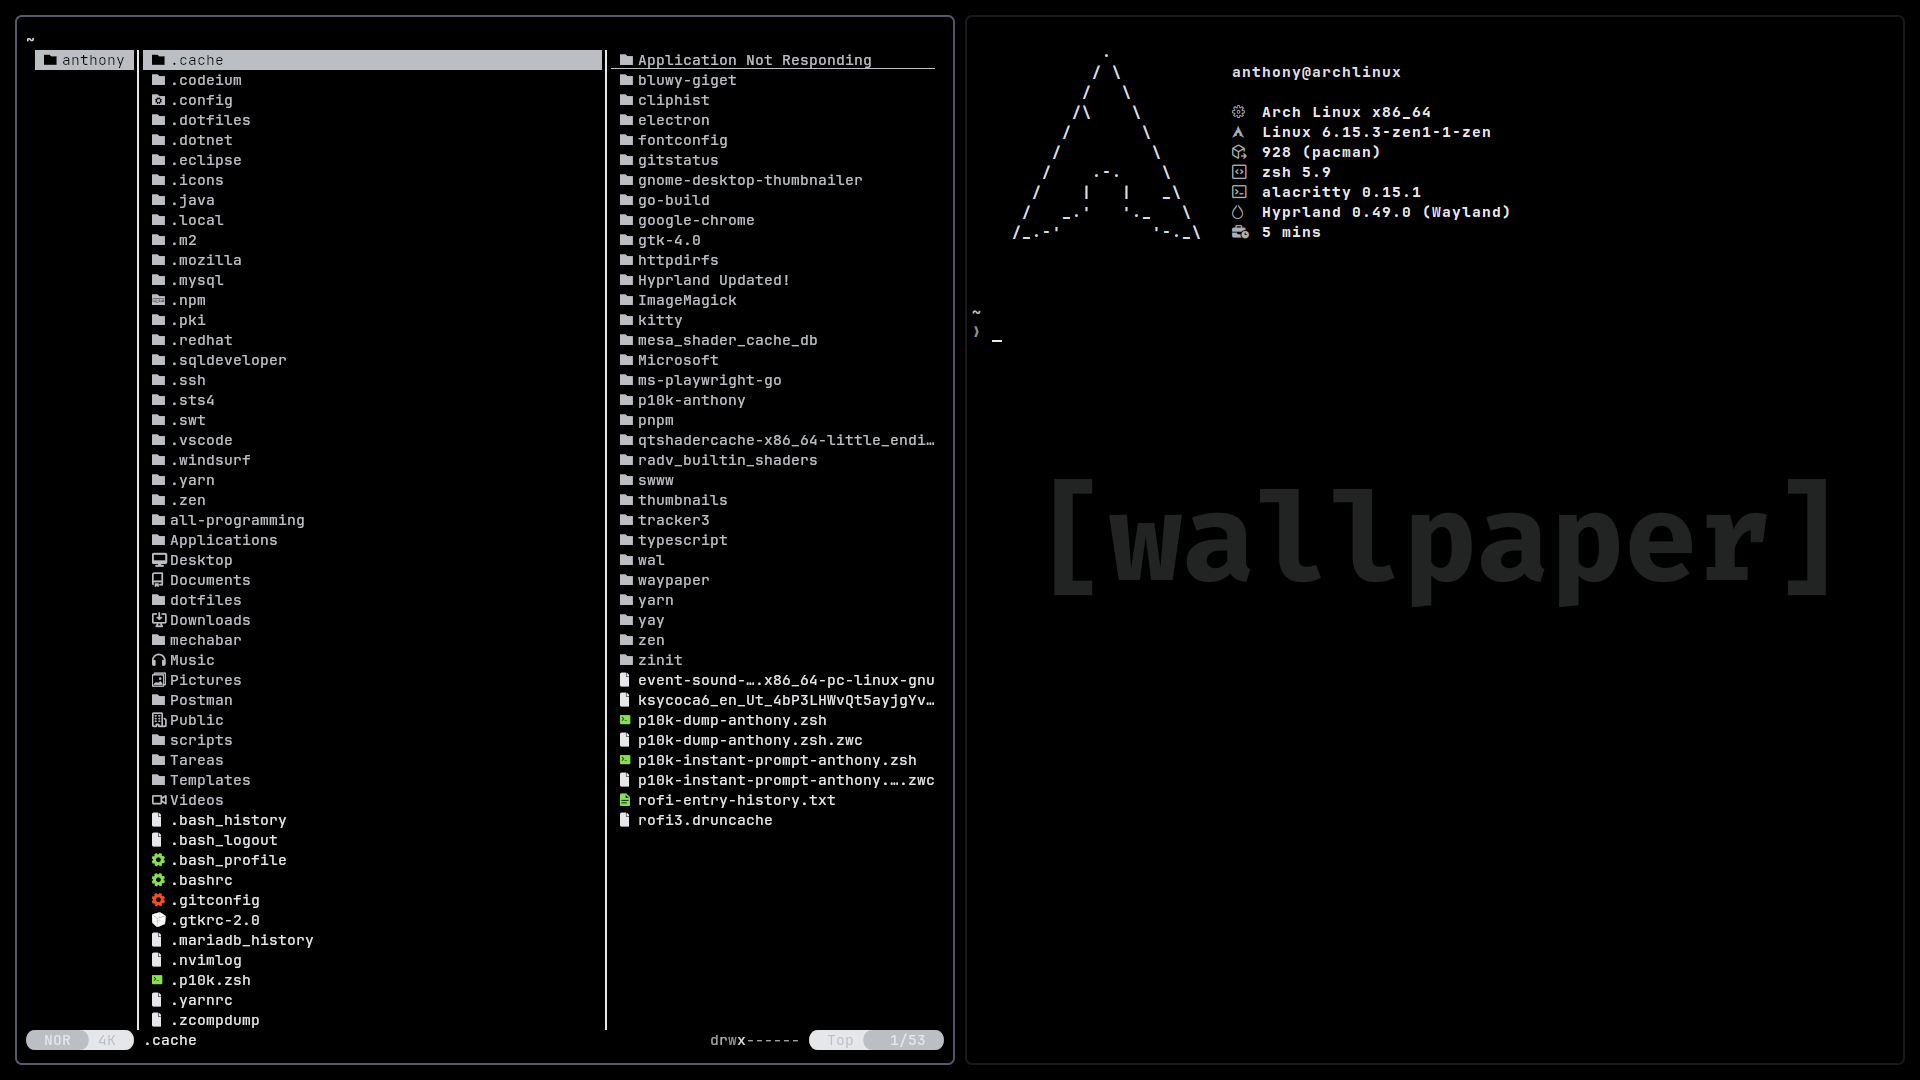 ~
anthony
.cache
.codeium
.config
.dotfiles
.dotnet
.eclipse
.icons
.java
.local
.m2
.mozilla
.mysql
.npm
.pki
.redhat
.sqldeveloper
.ssh
.sts4
.swt
.vscode
.windsurf
.yarn
.zen
all-programming
Applications
Desktop
Documents
dotfiles
Downloads
mechabar
Music
Pictures
Postman
Public
scripts
Tareas
Templates
Videos
.bash_history
.bash_logout
.bash_profile
.bashrc
.gitconfig
.gtkrc-2.0
.mariadb_history
.nvimlog
.p10k.zsh
.yarnrc
.zcompdump
Application Not Responding
bluwy-giget
cliphist
electron
fontconfig
gitstatus
gnome-desktop-thumbnailer
go-build
google-chrome
gtk-4.0
httpdirfs
Hyprland Updated!
ImageMagick
kitty
mesa_shader_cache_db
Microsoft
ms-playwright-go
p10k-anthony
pnpm
qtshadercache-x86_64-little_endi…
radv_builtin_shaders
swww
thumbnails
tracker3
typescript
wal
waypaper
yarn
yay
zen
zinit
event-sound-….x86_64-pc-linux-gnu
ksycoca6_en_Ut_4bP3LHWvQt5ayjgYv…
p10k-dump-anthony.zsh
p10k-dump-anthony.zsh.zwc
p10k-instant-prompt-anthony.zsh
p10k-instant-prompt-anthony.….zwc
rofi-entry-history.txt
rofi3.druncache
NOR 4K .cache drwx------ Top 1/53
anthony@archlinux
Arch Linux x86_64
Linux 6.15.3-zen1-1-zen
928 (pacman)
zsh 5.9
alacritty 0.15.1
Hyprland 0.49.0 (Wayland)
5 mins
~
❯ _
[wallpaper]